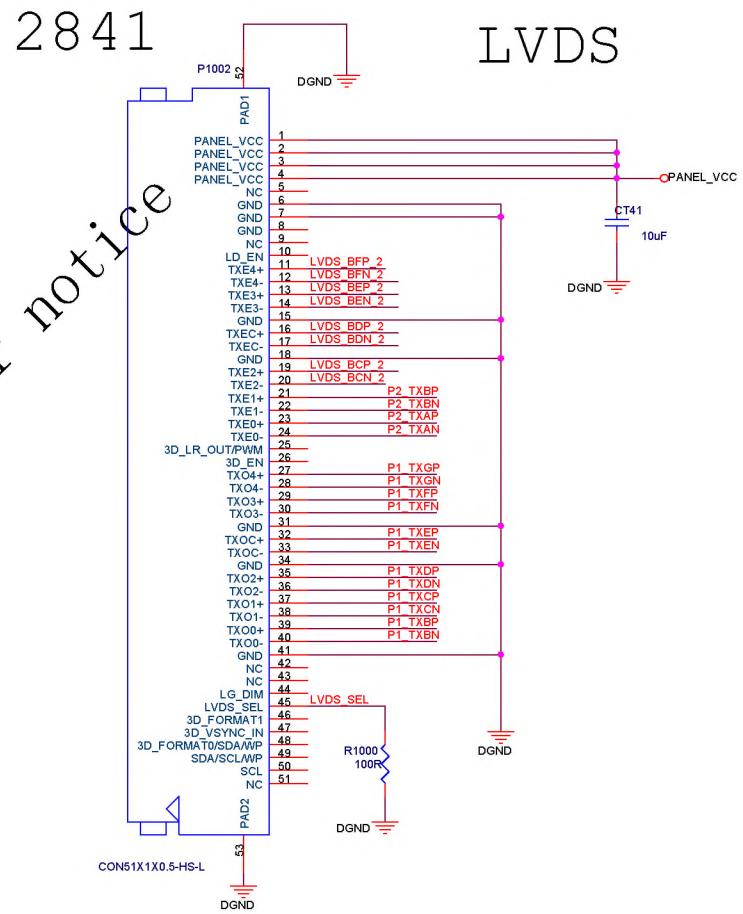 2841
LVDS
P1002
52
DGND
PAD1
PANEL_VCC 1
PANEL_VCC 2
PANEL_VCC 3
PANEL_VCC 4
PANEL_VCC
NC 5
GND 6
GND 7
GND 8
NC 9
LD_EN 10
CT41
10uF
DGND
TXE4+ 11 LVDS_BFP_2
TXE4- 12 LVDS_BFN_2
TXE3+ 13 LVDS_BEP_2
TXE3- 14 LVDS_BEN_2
GND 15
TXEC+ 16 LVDS_BDP_2
TXEC- 17 LVDS_BDN_2
GND 18
TXE2+ 19 LVDS_BCP_2
TXE2- 20 LVDS_BCN_2
TXE1+ 21 P2_TXBP
TXE1- 22 P2_TXBN
TXE0+ 23 P2_TXAP
TXE0- 24 P2_TXAN
3D_LR_OUT/PWM 25
3D_EN 26
TXO4+ 27 P1_TXGP
TXO4- 28 P1_TXGN
TXO3+ 29 P1_TXFP
TXO3- 30 P1_TXFN
GND 31
TXOC+ 32 P1_TXEP
TXOC- 33 P1_TXEN
GND 34
TXO2+ 35 P1_TXDP
TXO2- 36 P1_TXDN
TXO1+ 37 P1_TXCP
TXO1- 38 P1_TXCN
TXO0+ 39 P1_TXBP
TXO0- 40 P1_TXBN
GND 41
NC 42
NC 43
LG_DIM 44
LVDS_SEL 45 LVDS_SEL
3D_FORMAT1 46
3D_VSYNC_IN 47
3D_FORMAT0/SDA/WP 48
SDA/SCL/WP 49
SCL 50
NC 51
DGND
R1000
100R
DGND
PAD2
53
CON51X1X0.5-HS-L
DGND
notice